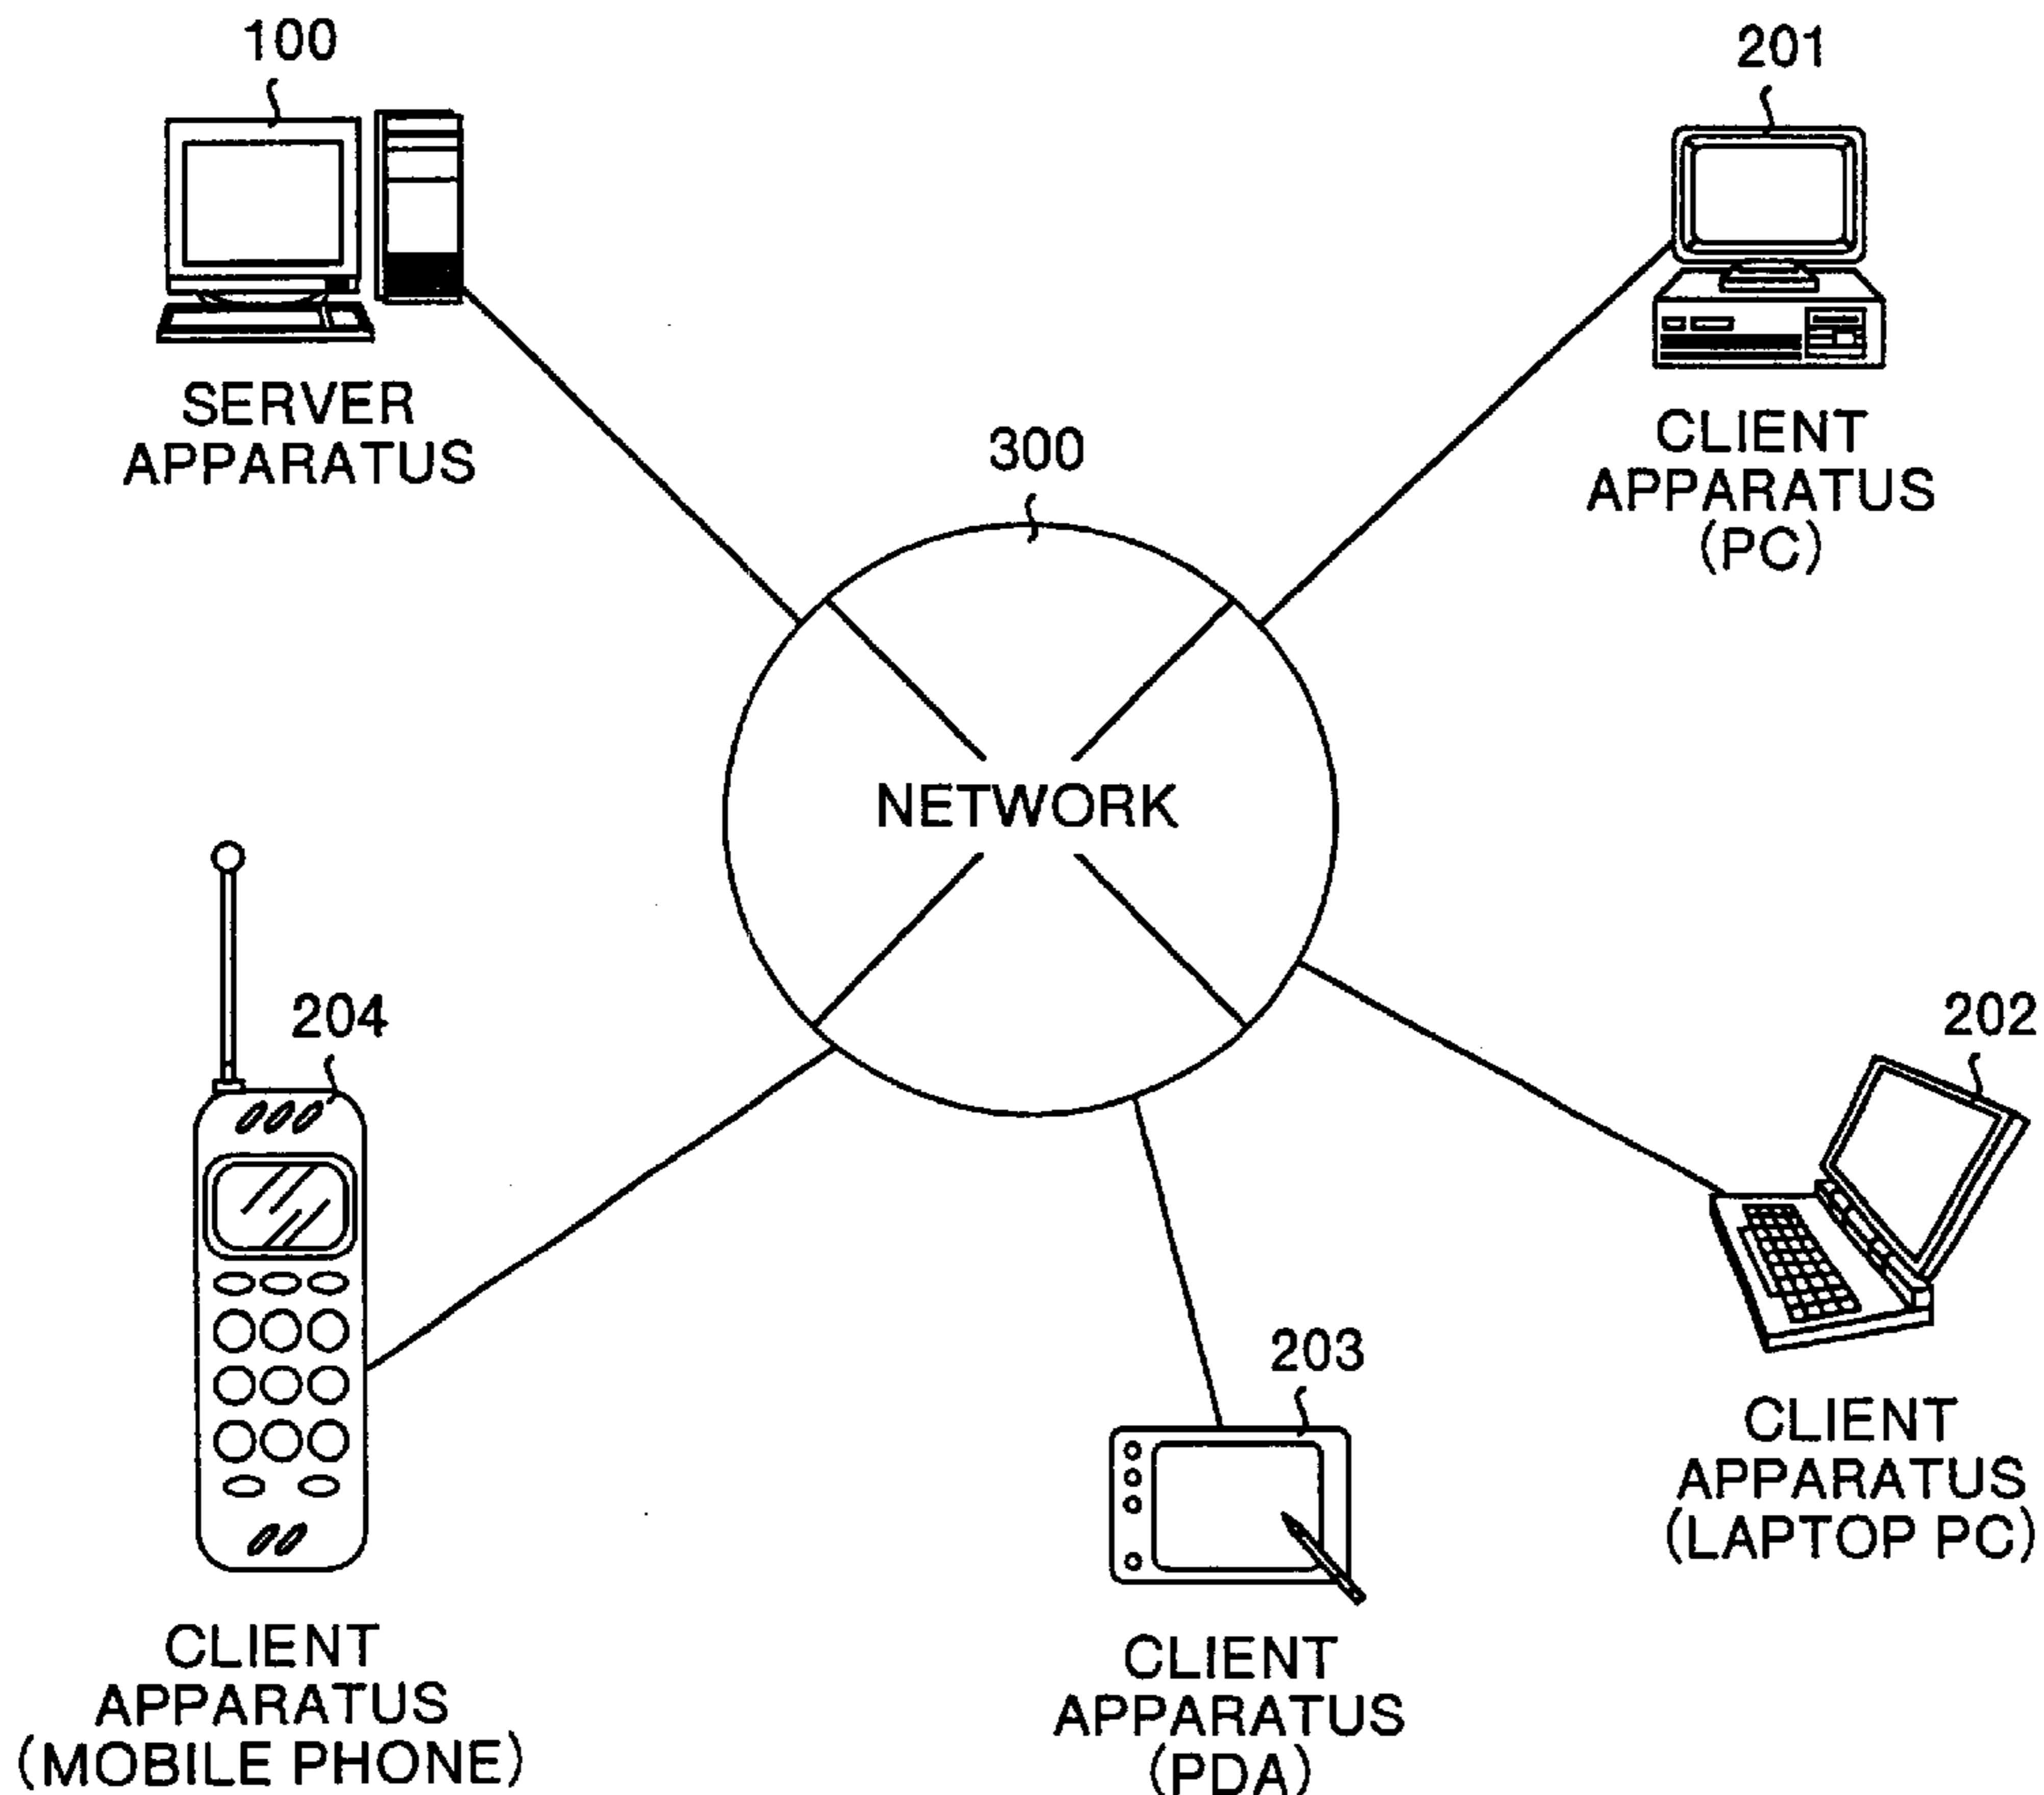 100
SERVER
APPARATUS
201
CLIENT
APPARATUS
(PC)
300
NETWORK
204
CLIENT
APPARATUS
(MOBILE PHONE)
203
CLIENT
APPARATUS
(PDA)
202
CLIENT
APPARATUS
(LAPTOP PC)